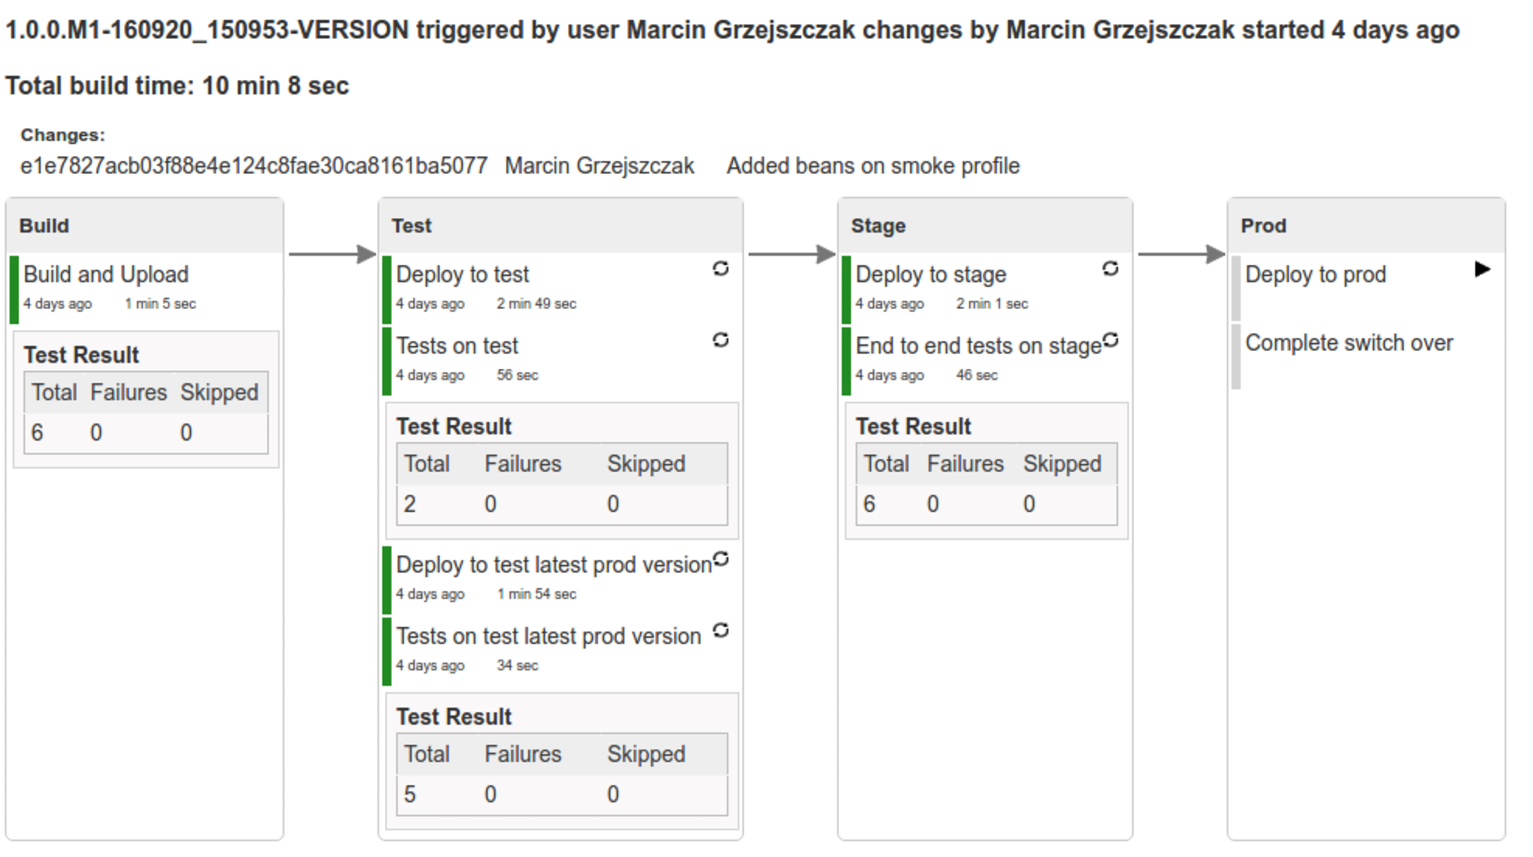 1.0.0.M1-160920_150953-VERSION triggered by user Marcin Grzejszczak changes by Marcin Grzejszczak started 4 days ago
Total build time: 10 min 8 sec
Changes:
e1e7827acb03f88e4e124c8fae30ca8161ba5077 Marcin Grzejszczak Added beans on smoke profile
Build
Build and Upload
4 days ago 1 min 5 sec
Test Result
Total Failures Skipped
6 0 0
Test
Deploy to test
4 days ago 2 min 49 sec
Tests on test
4 days ago 56 sec
Test Result
Total Failures Skipped
2 0 0
Deploy to test latest prod version
4 days ago 1 min 54 sec
Tests on test latest prod version
4 days ago 34 sec
Test Result
Total Failures Skipped
5 0 0
Stage
Deploy to stage
4 days ago 2 min 1 sec
End to end tests on stage
4 days ago 46 sec
Test Result
Total Failures Skipped
6 0 0
Prod
Deploy to prod
Complete switch over